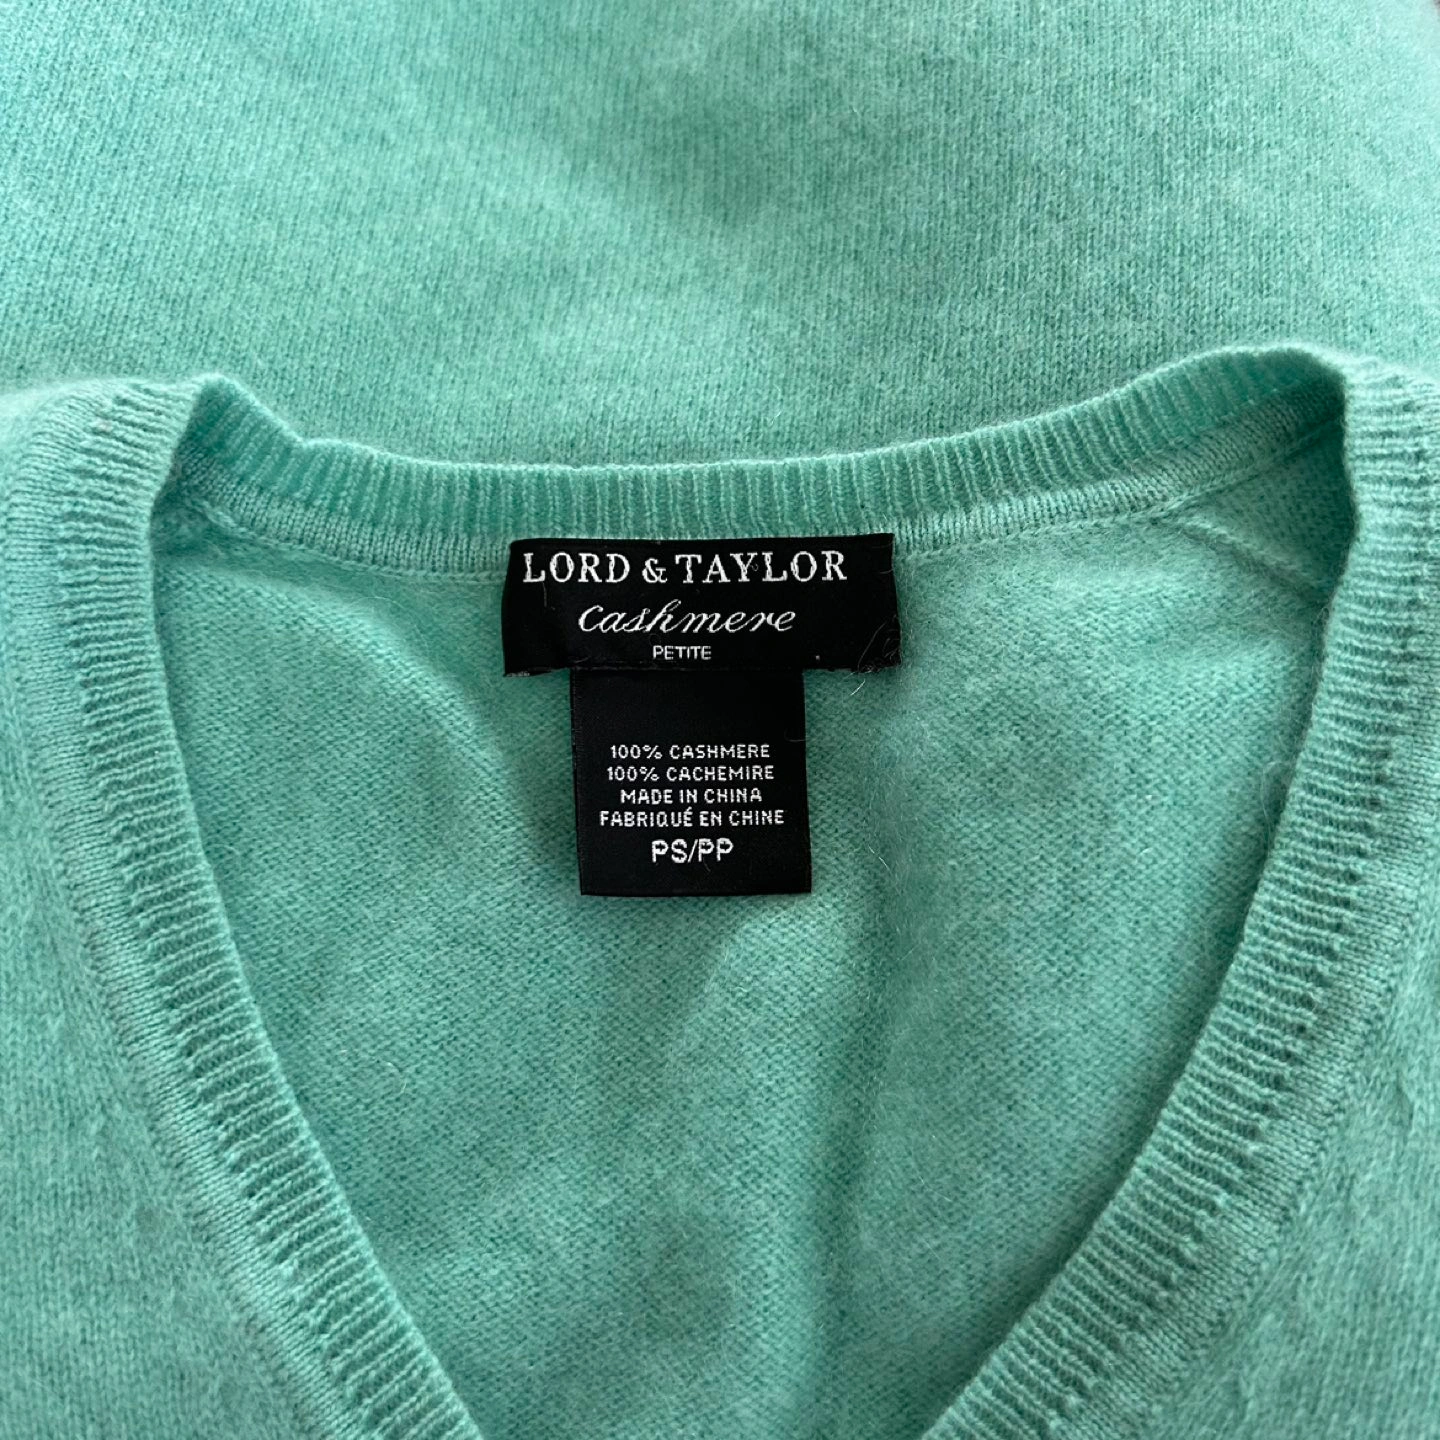 LORD & TAYLOR
cashmere
PETITE
100% CASHMERE
100% CACHEMIRE
MADE IN CHINA
FABRIQUÉ EN CHINE
PS/PP